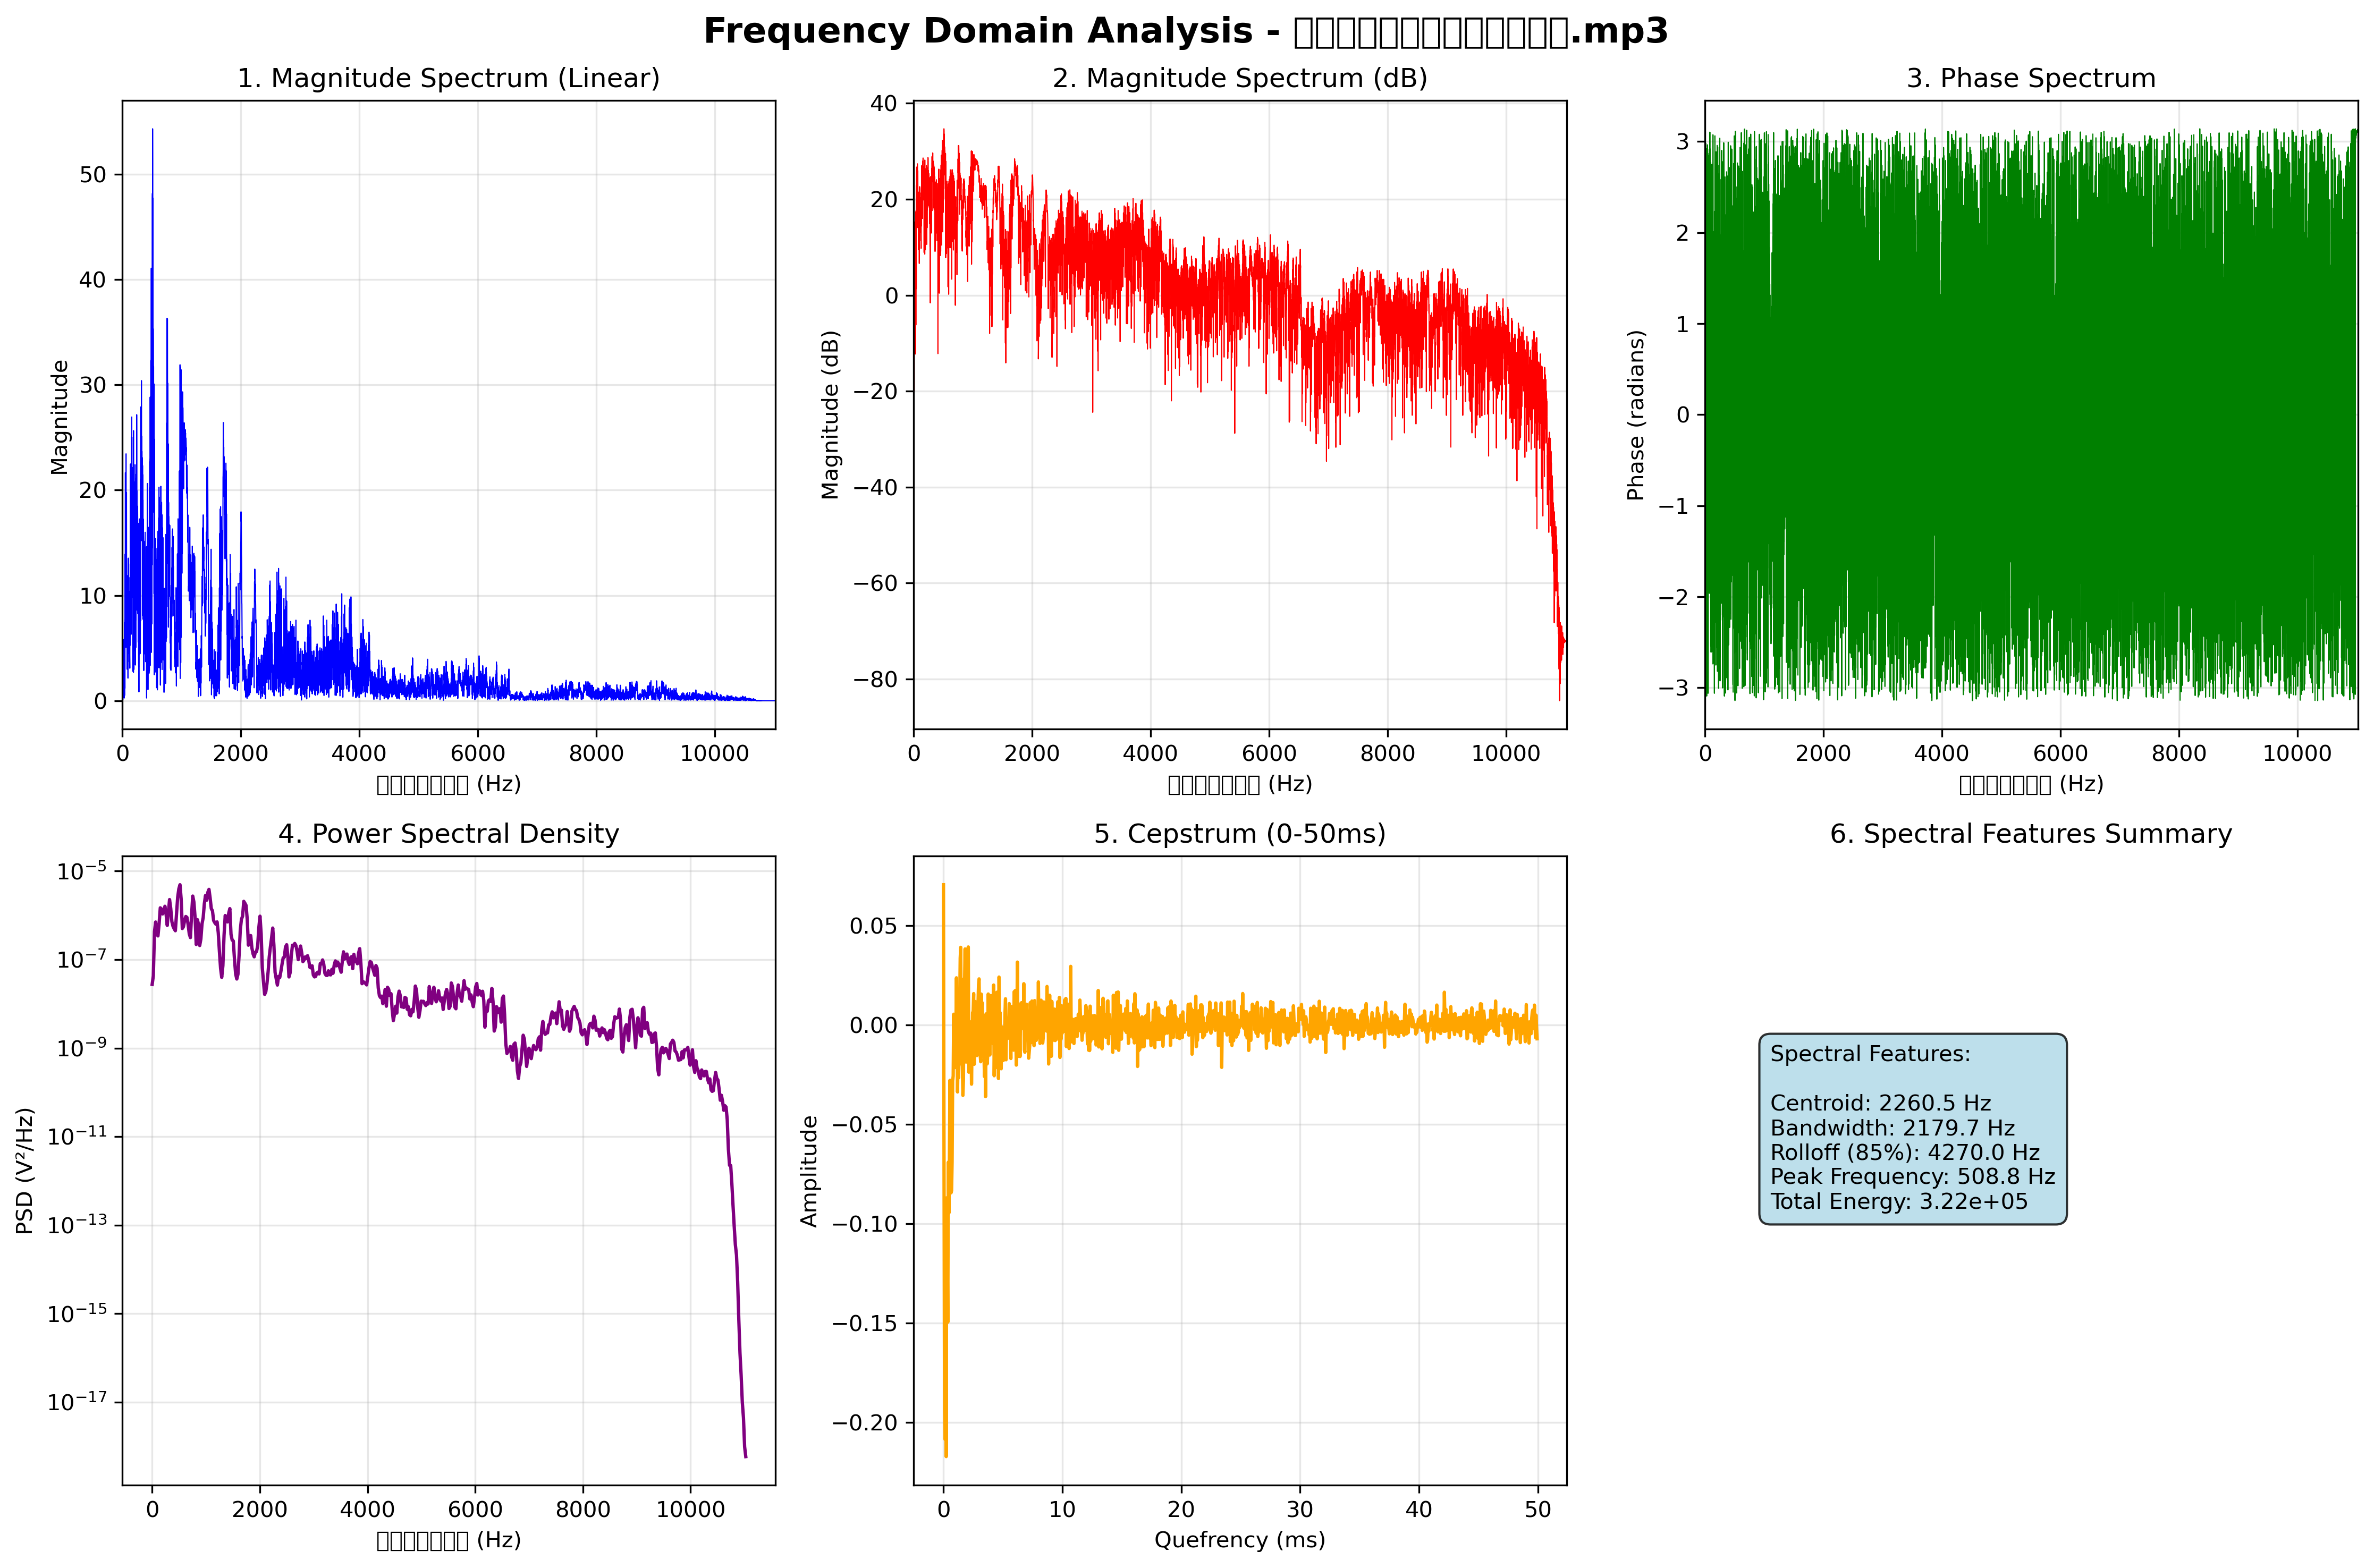 Frequency Domain Analysis - .mp3
1. Magnitude Spectrum (Linear)
Magnitude
50
40
30
20
10
0
0 2000 4000 6000 8000 10000
(Hz)
2. Magnitude Spectrum (dB)
Magnitude (dB)
40
20
0
−20
−40
−60
−80
0 2000 4000 6000 8000 10000
(Hz)
3. Phase Spectrum
Phase (radians)
3
2
1
0
−1
−2
−3
0 2000 4000 6000 8000 10000
(Hz)
4. Power Spectral Density
PSD (V²/Hz)
10⁻⁵
10⁻⁷
10⁻⁹
10⁻¹¹
10⁻¹³
10⁻¹⁵
10⁻¹⁷
0 2000 4000 6000 8000 10000
(Hz)
5. Cepstrum (0-50ms)
Amplitude
0.05
0.00
−0.05
−0.10
−0.15
−0.20
0 10 20 30 40 50
Quefrency (ms)
6. Spectral Features Summary
Spectral Features:
Centroid: 2260.5 Hz
Bandwidth: 2179.7 Hz
Rolloff (85%): 4270.0 Hz
Peak Frequency: 508.8 Hz
Total Energy: 3.22e+05